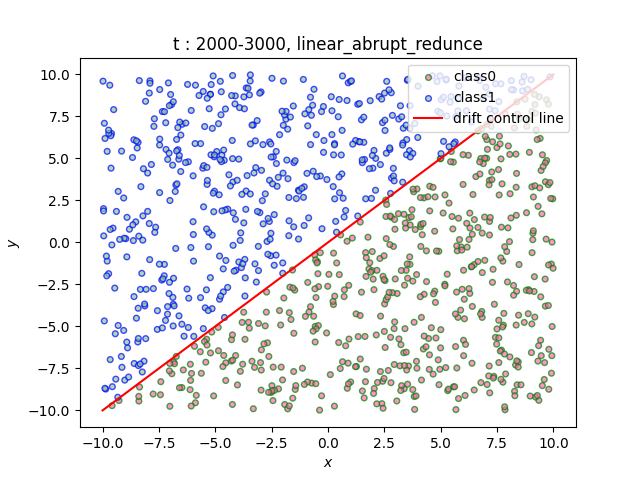 t : 2000-3000, linear_abrupt_redunce
class0
class1
drift control line
10.0
7.5
5.0
2.5
0.0
−2.5
−5.0
−7.5
−10.0
y
−10.0 −7.5 −5.0 −2.5 0.0 2.5 5.0 7.5 10.0
x